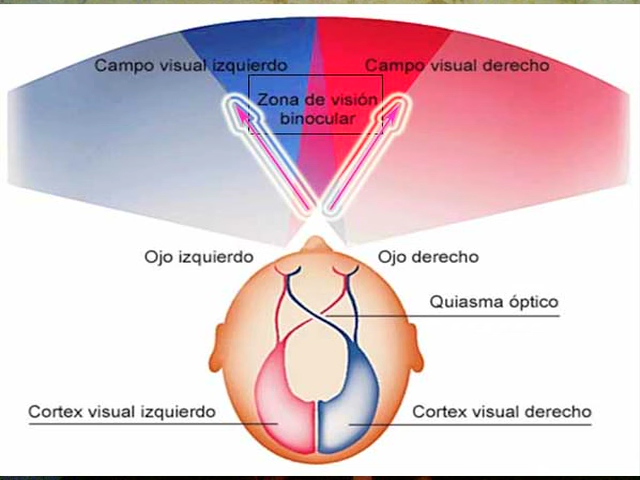 Campo visual izquierdo
Campo visual derecho
Zona de visión
binocular
Ojo izquierdo
Ojo derecho
Quiasma óptico
Cortex visual izquierdo
Cortex visual derecho